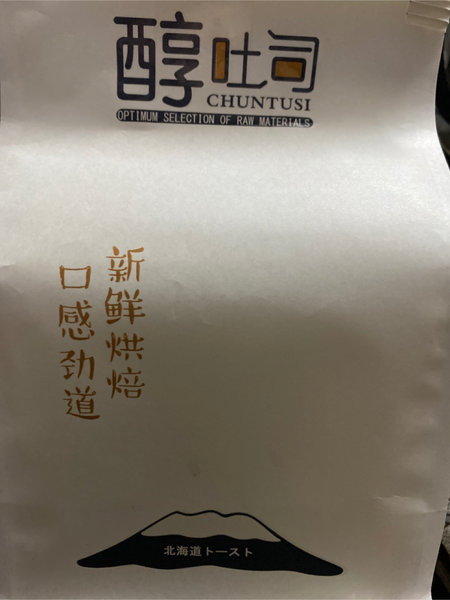 醇吐司
CHUNTUSI
OPTIMUM SELECTION OF RAW MATERIALS
新鲜烘焙
口感劲道
北海道トースト